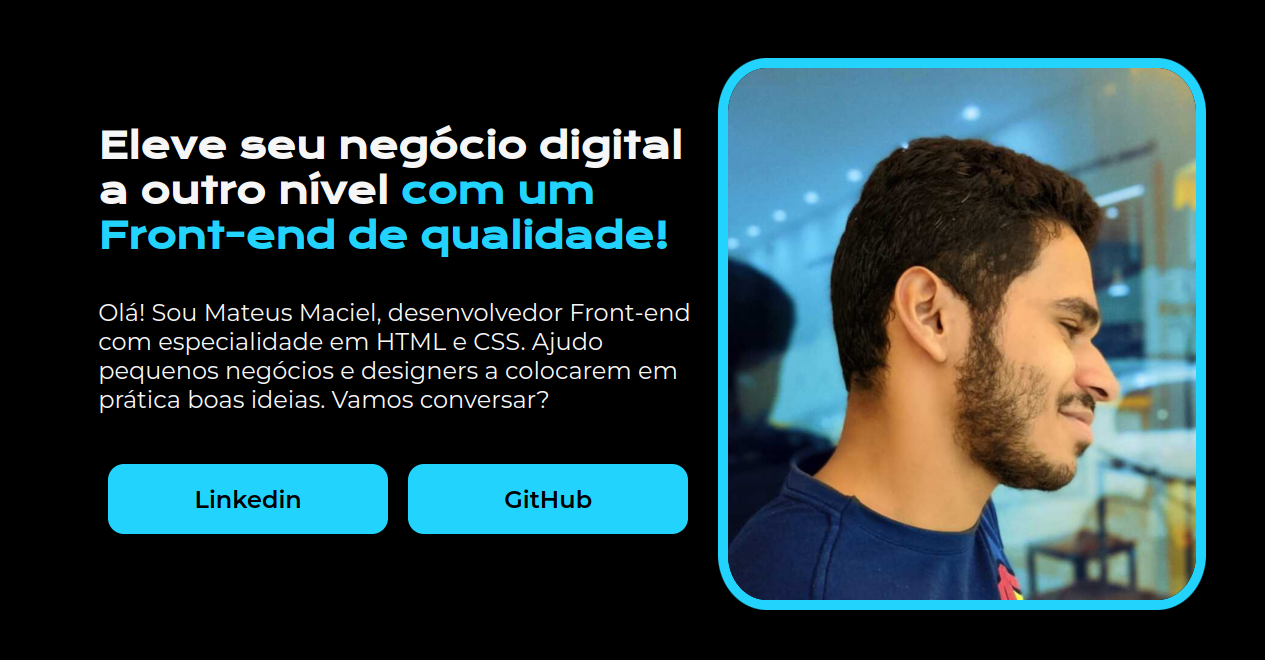 Eleve seu negócio digital
a outro nível com um
Front-end de qualidade!
Olá! Sou Mateus Maciel, desenvolvedor Front-end
com especialidade em HTML e CSS. Ajudo
pequenos negócios e designers a colocarem em
prática boas ideias. Vamos conversar?
Linkedin
GitHub